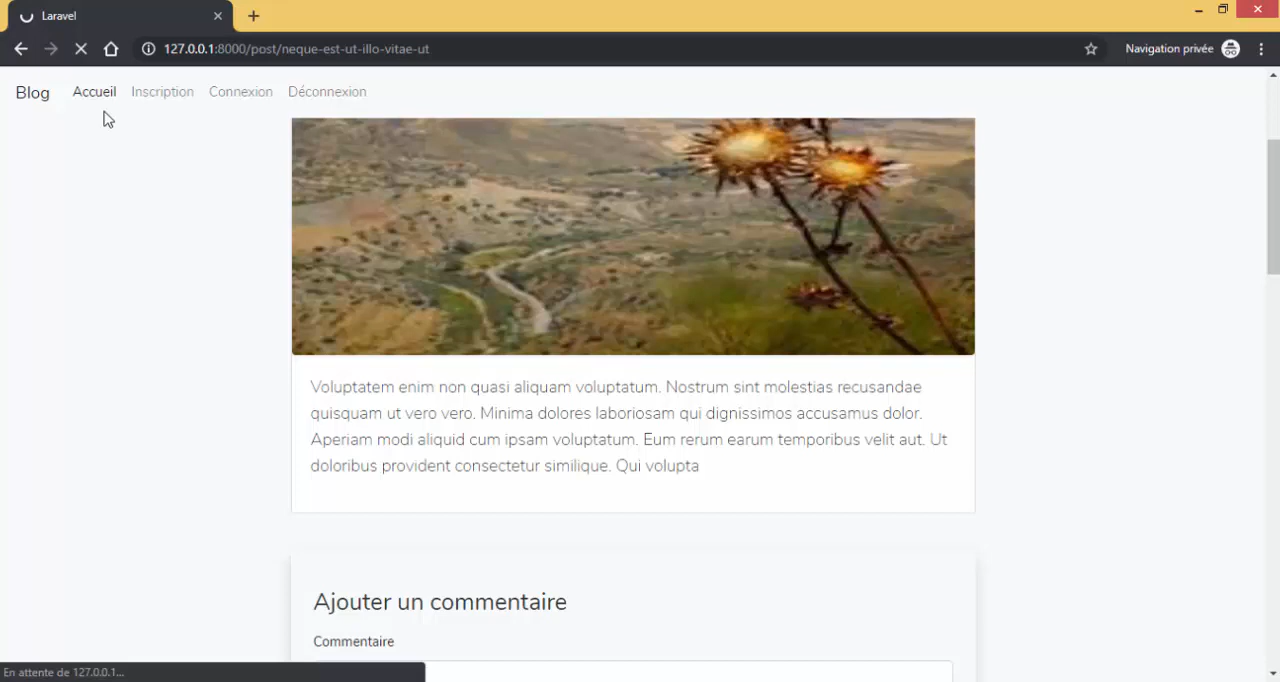 Laravel
127.0.0.1:8000/post/neque-est-ut-illo-vitae-ut
Navigation privée
Blog Accueil Inscription Connexion Déconnexion
Voluptatem enim non quasi aliquam voluptatum. Nostrum sint molestias recusandae
quisquam ut vero vero. Minima dolores laboriosam qui dignissimos accusamus dolor.
Aperiam modi aliquid cum ipsam voluptatum. Eum rerum earum temporibus velit aut. Ut
doloribus provident consectetur similique. Qui volupta
Ajouter un commentaire
Commentaire
En attente de 127.0.0.1...